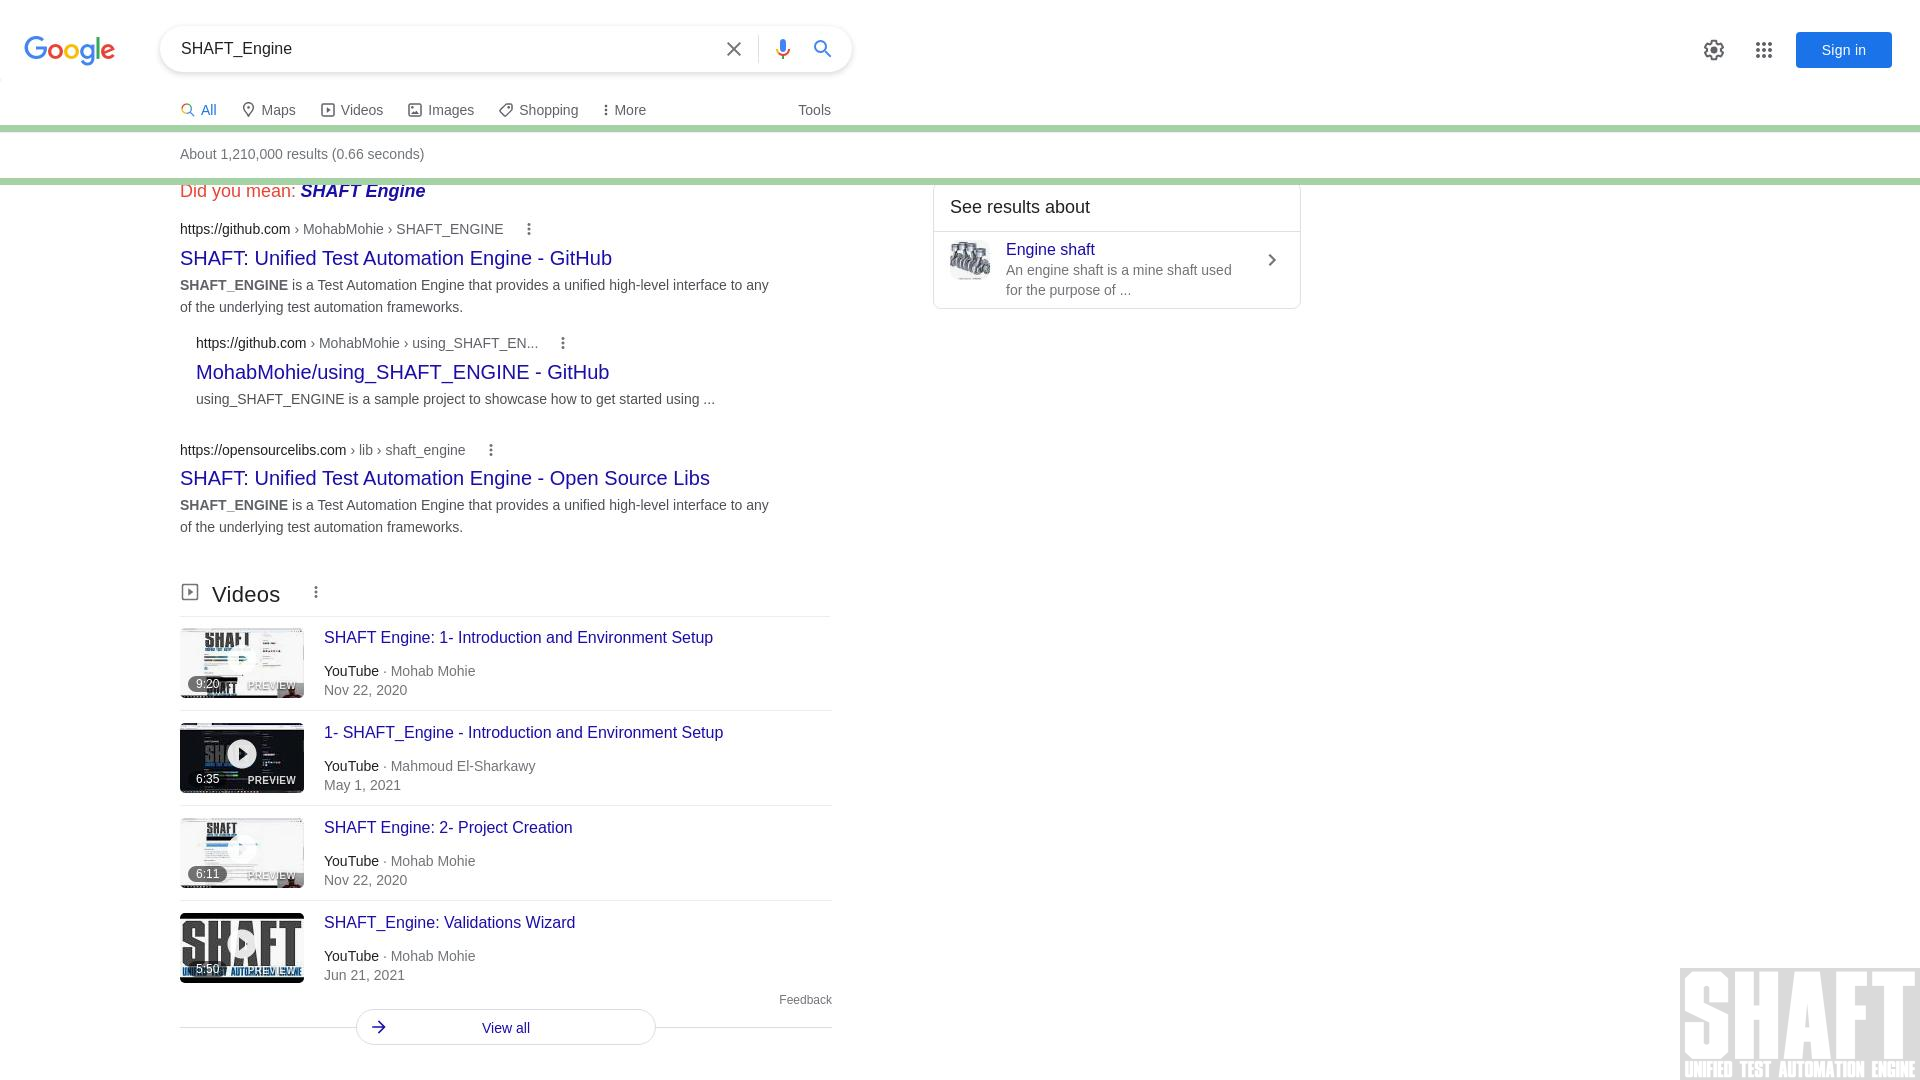 Google
SHAFT_Engine
Sign in
All
Maps
Videos
Images
Shopping
More
Tools
About 1,210,000 results (0.66 seconds)
Did you mean: SHAFT Engine
https://github.com › MohabMohie › SHAFT_ENGINE
SHAFT: Unified Test Automation Engine - GitHub
SHAFT_ENGINE is a Test Automation Engine that provides a unified high-level interface to any
of the underlying test automation frameworks.
https://github.com › MohabMohie › using_SHAFT_EN...
MohabMohie/using_SHAFT_ENGINE - GitHub
using_SHAFT_ENGINE is a sample project to showcase how to get started using ...
https://opensourcelibs.com › lib › shaft_engine
SHAFT: Unified Test Automation Engine - Open Source Libs
SHAFT_ENGINE is a Test Automation Engine that provides a unified high-level interface to any
of the underlying test automation frameworks.
Videos
SHAFT
9:20
PREVIEW
SHAFT Engine: 1- Introduction and Environment Setup
YouTube · Mohab Mohie
Nov 22, 2020
6:35
PREVIEW
1- SHAFT_Engine - Introduction and Environment Setup
YouTube · Mahmoud El-Sharkawy
May 1, 2021
SHAFT
6:11
PREVIEW
SHAFT Engine: 2- Project Creation
YouTube · Mohab Mohie
Nov 22, 2020
SHAFT
UNIFIED TEST AUTOMATION ENGINE
5:50
PREVIEW
SHAFT_Engine: Validations Wizard
YouTube · Mohab Mohie
Jun 21, 2021
Feedback
View all
See results about
Engine shaft
An engine shaft is a mine shaft used
for the purpose of ...
SHAFT
UNIFIED TEST AUTOMATION ENGINE